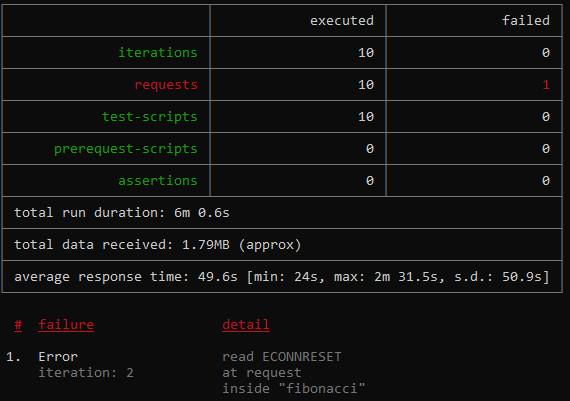 executed failed
iterations 10 0
requests 10 1
test-scripts 10 0
prerequest-scripts 0 0
assertions 0 0
total run duration: 6m 0.6s
total data received: 1.79MB (approx)
average response time: 49.6s [min: 24s, max: 2m 31.5s, s.d.: 50.9s]
# failure detail
1. Error read ECONNRESET
iteration: 2 at request
inside "fibonacci"